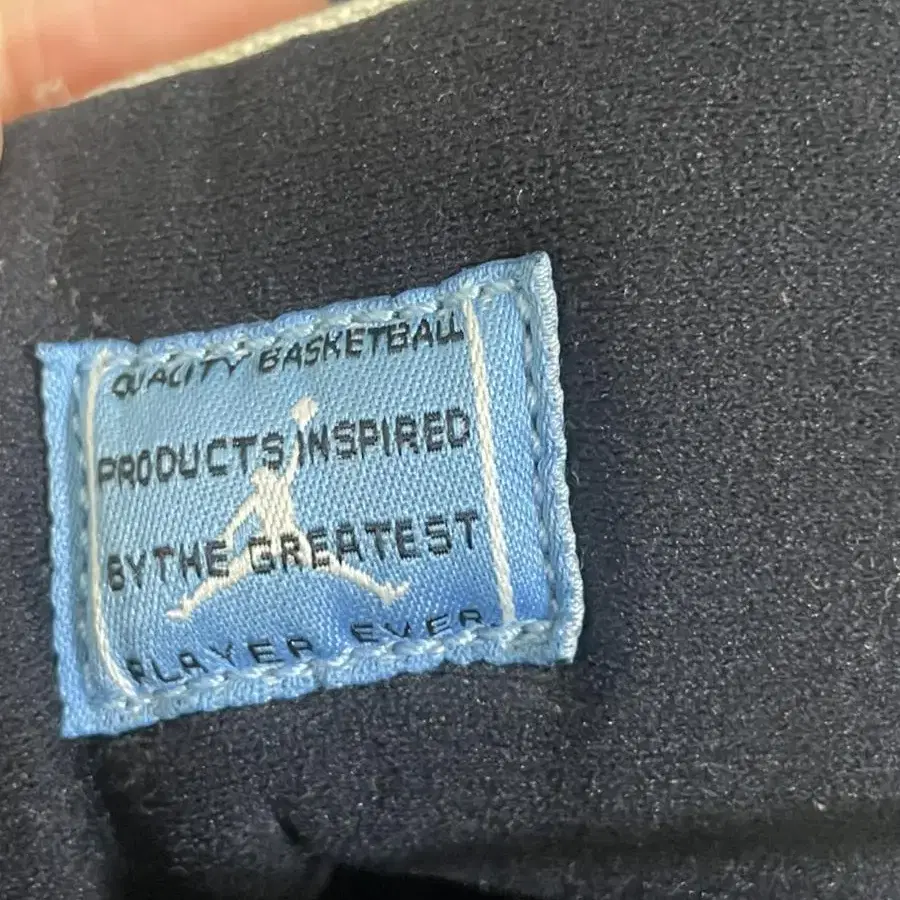 QUALITY BASKETBALL
PRODUCTS INSPIRED
BY THE GREATEST
PLAYER EVER.